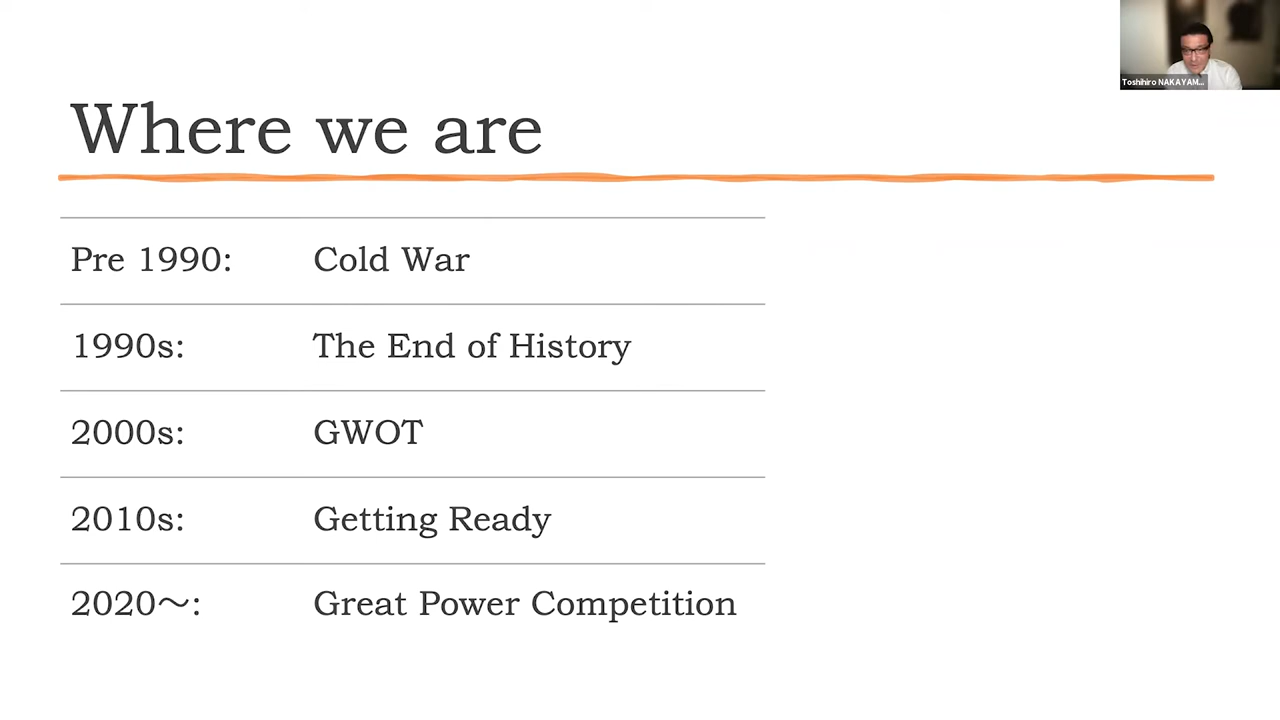 Where we are
Pre 1990: Cold War
1990s: The End of History
2000s: GWOT
2010s: Getting Ready
2020～: Great Power Competition
Toshihiro NAKAYAM...